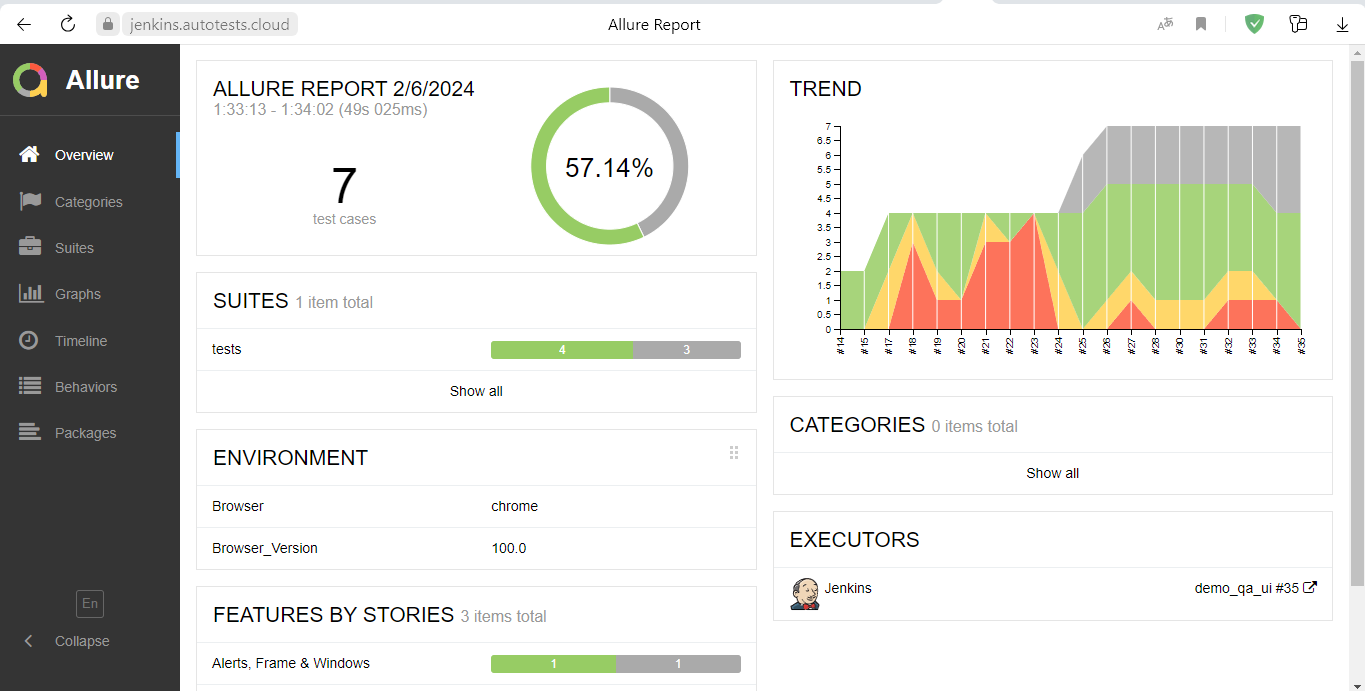 jenkins.autotests.cloud
Allure Report
Allure
Overview
Categories
Suites
Graphs
Timeline
Behaviors
Packages
En
Collapse
ALLURE REPORT 2/6/2024
1:33:13 - 1:34:02 (49s 025ms)
7
test cases
57.14%
SUITES 1 item total
tests
4
3
Show all
ENVIRONMENT
Browser
chrome
Browser_Version
100.0
FEATURES BY STORIES 3 items total
Alerts, Frame & Windows
1
1
TREND
7
6.5
6
5.5
5
4.5
4
3.5
3
2.5
2
1.5
1
0.5
0
#14
#15
#17
#18
#19
#20
#21
#22
#23
#24
#25
#26
#27
#28
#30
#31
#32
#33
#34
#35
CATEGORIES 0 items total
Show all
EXECUTORS
Jenkins
demo_qa_ui #35